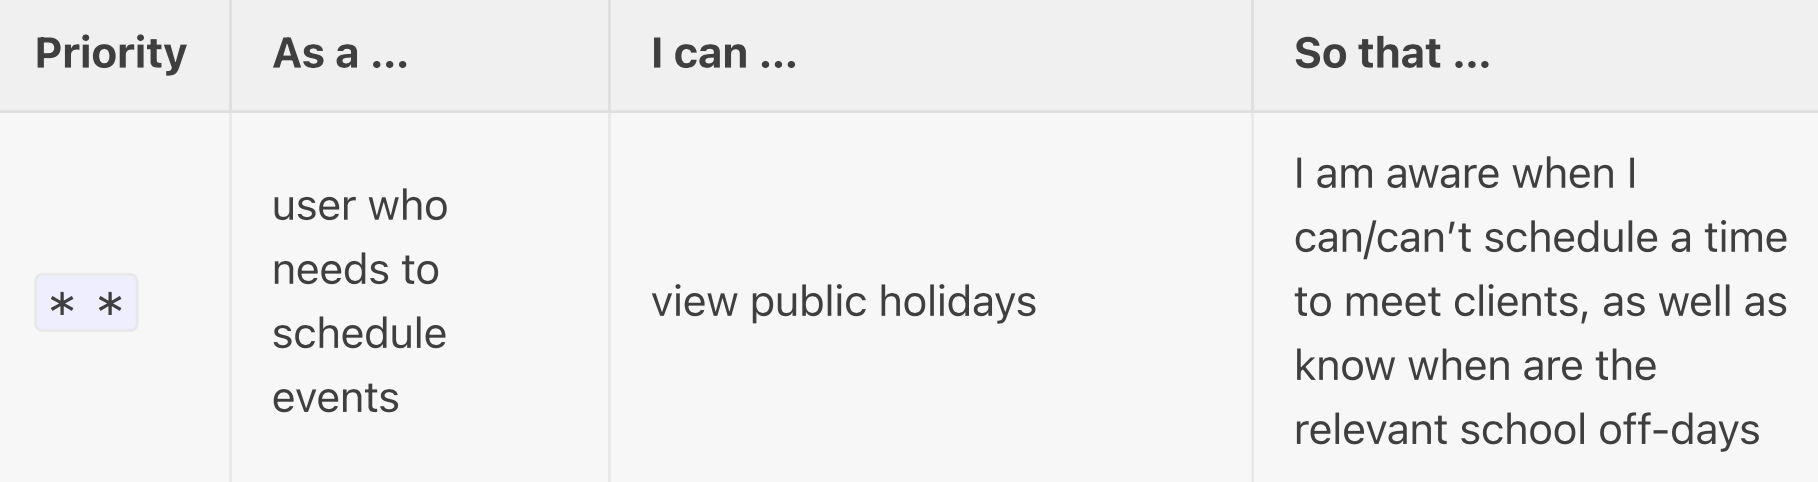 Priority
As a ...
I can ...
So that ...
* *
user who
needs to
schedule
events
view public holidays
I am aware when I
can/can’t schedule a time
to meet clients, as well as
know when are the
relevant school off-days